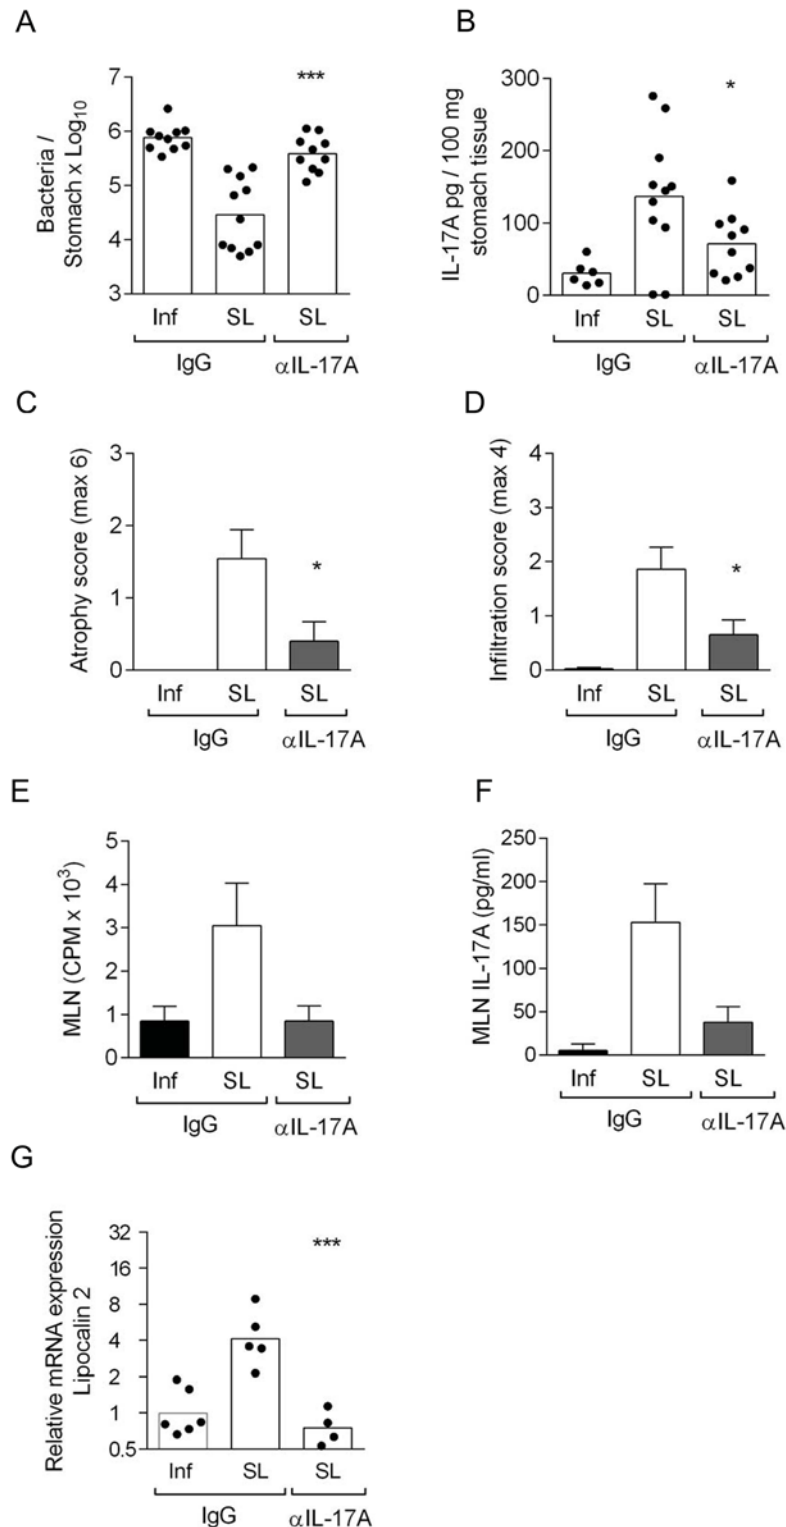 A
Bacteria /
Stomach x Log10
7
6
5
4
3
***
Inf SL SL
IgG αIL-17A
B
IL-17A pg / 100 mg
stomach tissue
300
200
100
0
*
Inf SL SL
IgG αIL-17A
C
Atrophy score (max 6)
3
2
1
0
*
Inf SL SL
IgG αIL-17A
D
Infiltration score (max 4)
4
3
2
1
0
*
Inf SL SL
IgG αIL-17A
E
MLN (CPM x 10³)
5
4
3
2
1
0
Inf SL SL
IgG αIL-17A
F
MLN IL-17A (pg/ml)
250
200
150
100
50
0
Inf SL SL
IgG αIL-17A
G
Relative mRNA expression
Lipocalin 2
32
16
8
4
2
1
0.5
***
Inf SL SL
IgG αIL-17A